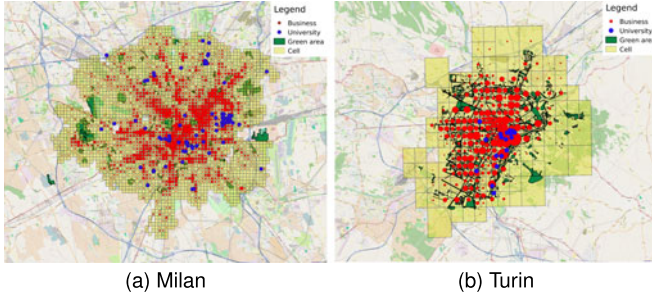 Legend
Business
University
Green area
Cell
Legend
Business
University
Green area
Cell
(a) Milan
(b) Turin